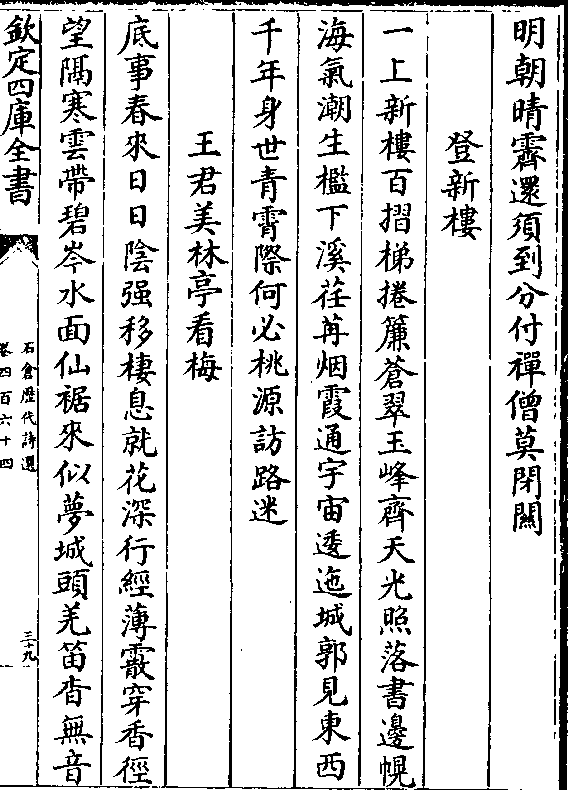 明朝晴霽還須到分付禪僧莫閉關
登新樓
一上新樓百摺梯捲簾蒼翠玉峰齊天光照落書邊幌
海氣潮生檻下溪荏苒烟霞通宇宙逶迤城郭見東西
千年身世青霄際何必桃源訪路迷
王君美林亭看梅
底事春來日日陰强移棲息就花深行經薄霰穿香徑
望隔寒雲帶碧岑水面仙裾來似夢城頭羌笛杳無音
欽定四庫全書
石倉歷代詩選
卷四百六十四
三十九